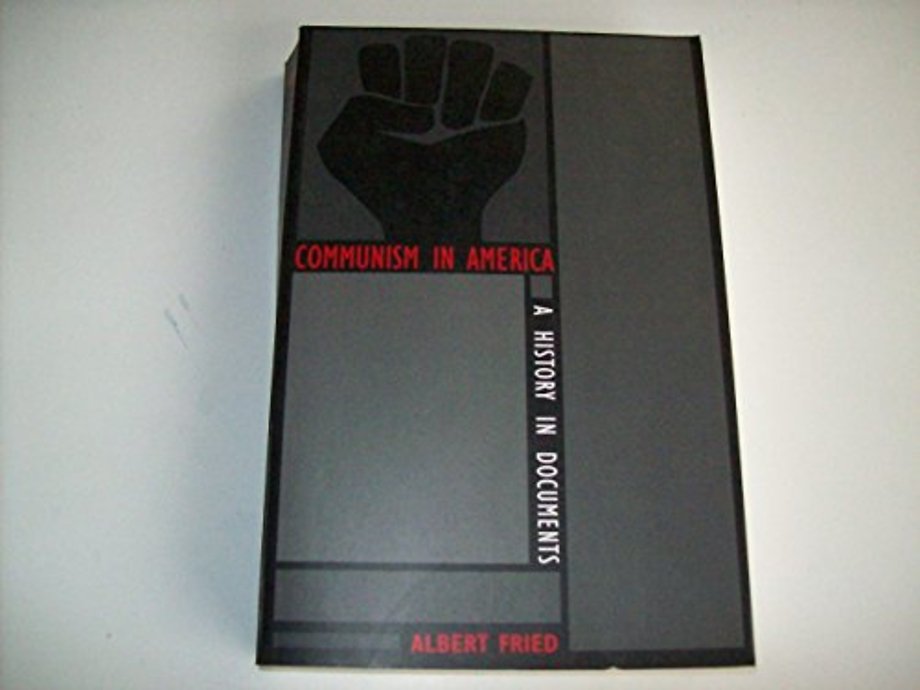 COMMUNISM IN AMERICA
A HISTORY IN DOCUMENTS
ALBERT FRIED